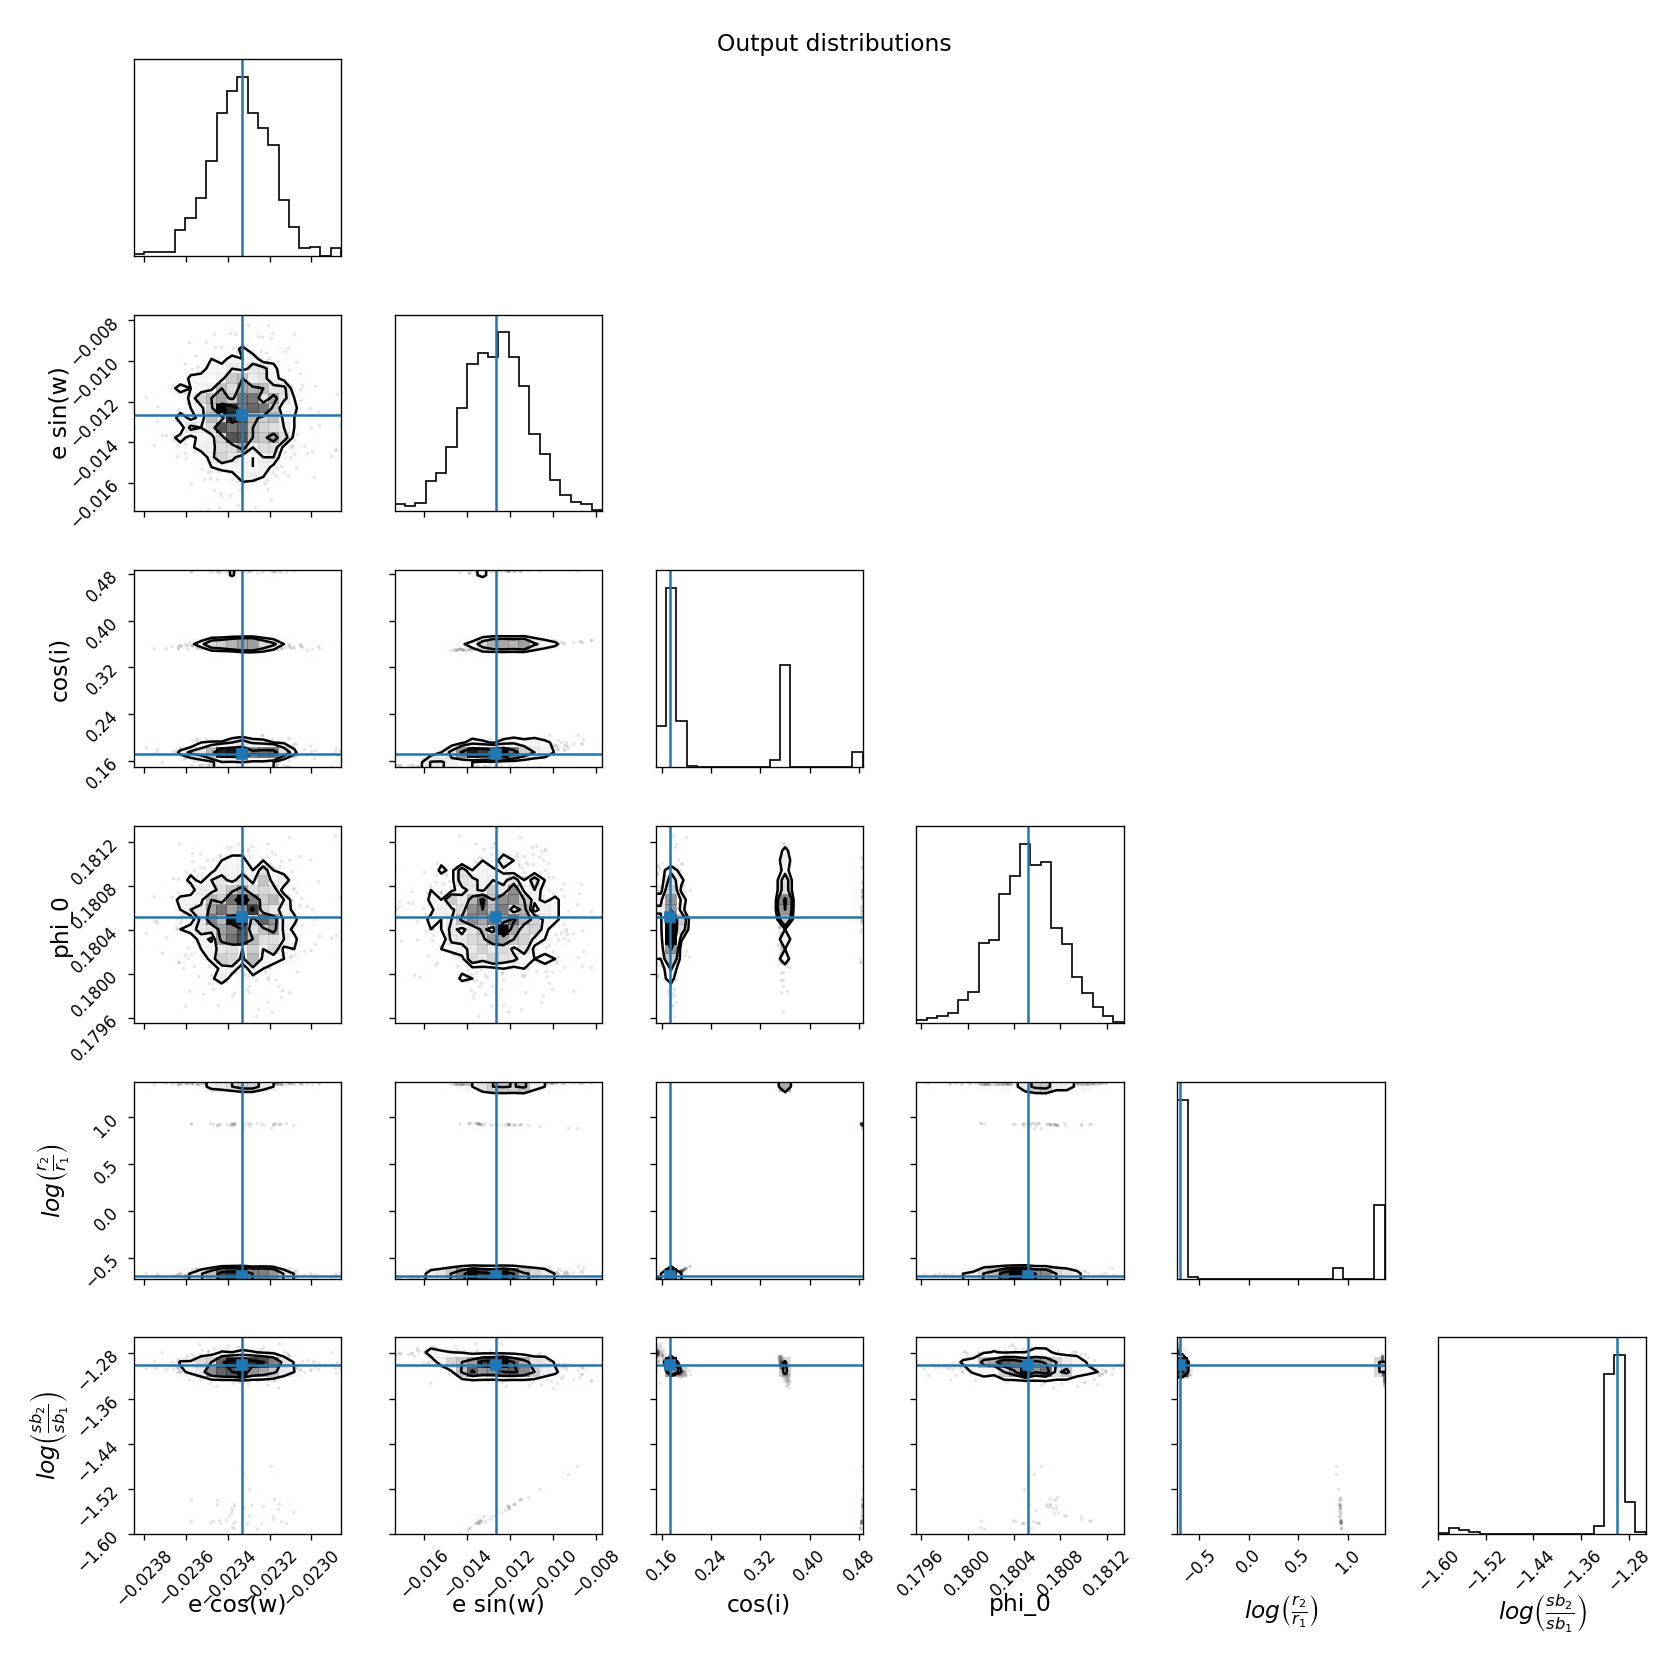 Output distributions
e sin(w)
−0.008
−0.010
−0.012
−0.014
−0.016
cos(i)
0.48
0.40
0.32
0.24
0.16
phi_0
0.1812
0.1808
0.1804
0.1800
0.1796
log(r2/r1)
1.0
0.5
0.0
−0.5
log(sb2/sb1)
−1.28
−1.36
−1.44
−1.52
−1.60
−0.0238 −0.0236 −0.0234 −0.0232 −0.0230
e cos(w)
−0.016 −0.014 −0.012 −0.010 −0.008
e sin(w)
0.16 0.24 0.32 0.40 0.48
cos(i)
0.1796 0.1800 0.1804 0.1808 0.1812
phi_0
−0.5 0.0 0.5 1.0
log(r2/r1)
−1.60 −1.52 −1.44 −1.36 −1.28
log(sb2/sb1)